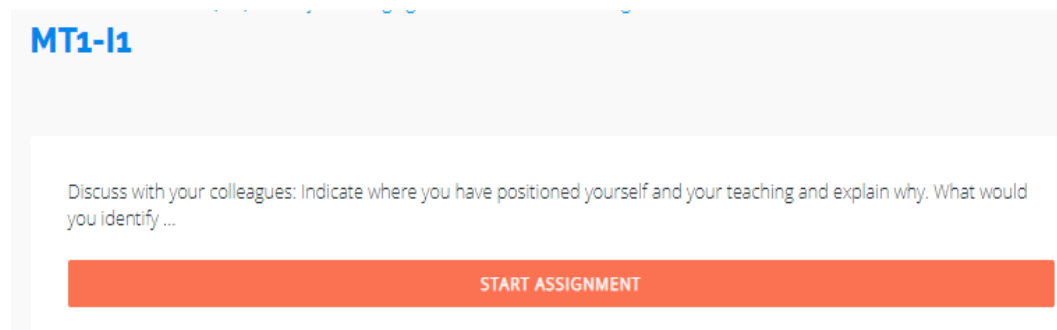 MT1-I1
Discuss with your colleagues: Indicate where you have positioned yourself and your teaching and explain why. What would
you identify ...
START ASSIGNMENT